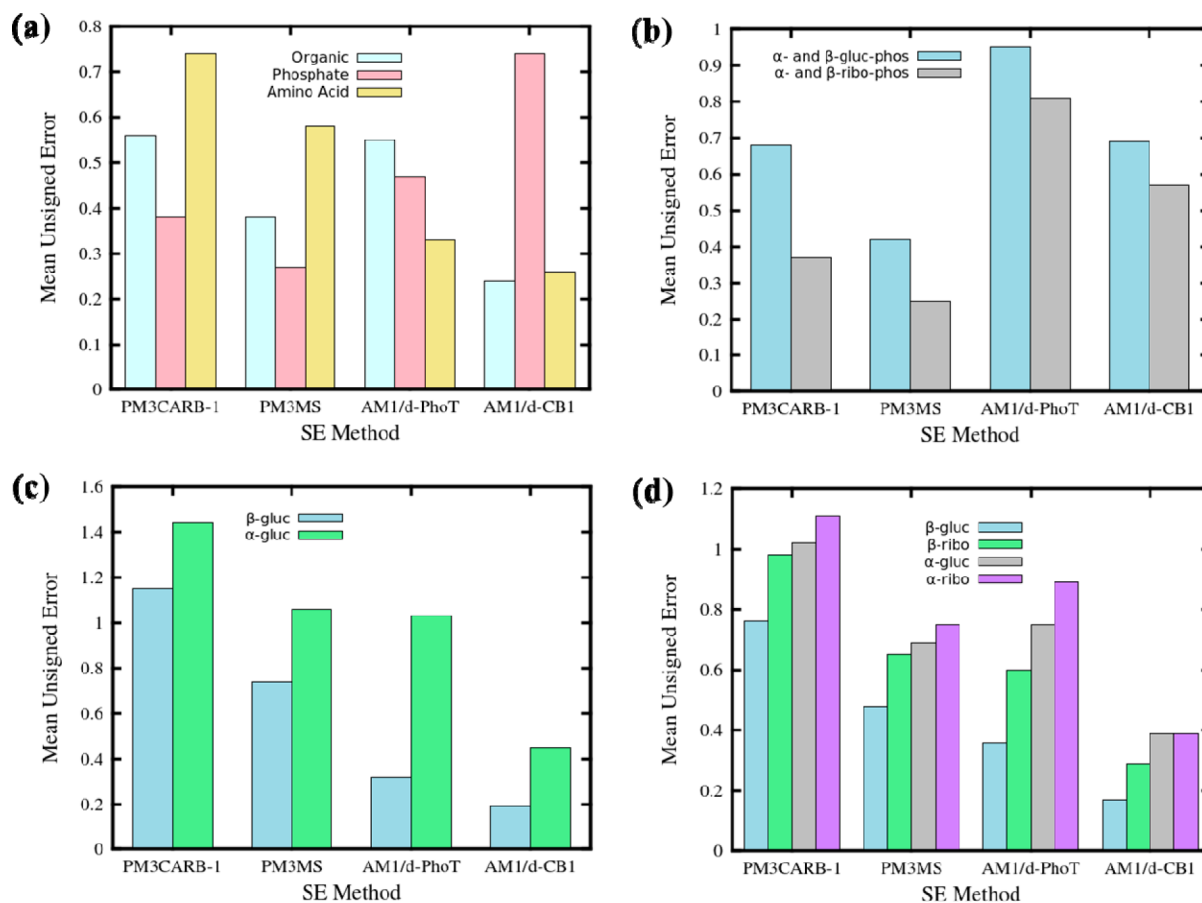 (a)
Mean Unsigned Error
0.8
0.7
0.6
0.5
0.4
0.3
0.2
0.1
0
Organic
Phosphate
Amino Acid
PM3CARB-1 PM3MS AM1/d-PhoT AM1/d-CB1
SE Method
(b)
Mean Unsigned Error
1
0.9
0.8
0.7
0.6
0.5
0.4
0.3
0.2
0.1
0
α- and β-gluc-phos
α- and β-ribo-phos
PM3CARB-1 PM3MS AM1/d-PhoT AM1/d-CB1
SE Method
(c)
Mean Unsigned Error
1.6
1.4
1.2
1
0.8
0.6
0.4
0.2
0
β-gluc
α-gluc
PM3CARB-1 PM3MS AM1/d-PhoT AM1/d-CB1
SE Method
(d)
Mean Unsigned Error
1.2
1
0.8
0.6
0.4
0.2
0
β-gluc
β-ribo
α-gluc
α-ribo
PM3CARB-1 PM3MS AM1/d-PhoT AM1/d-CB1
SE Method